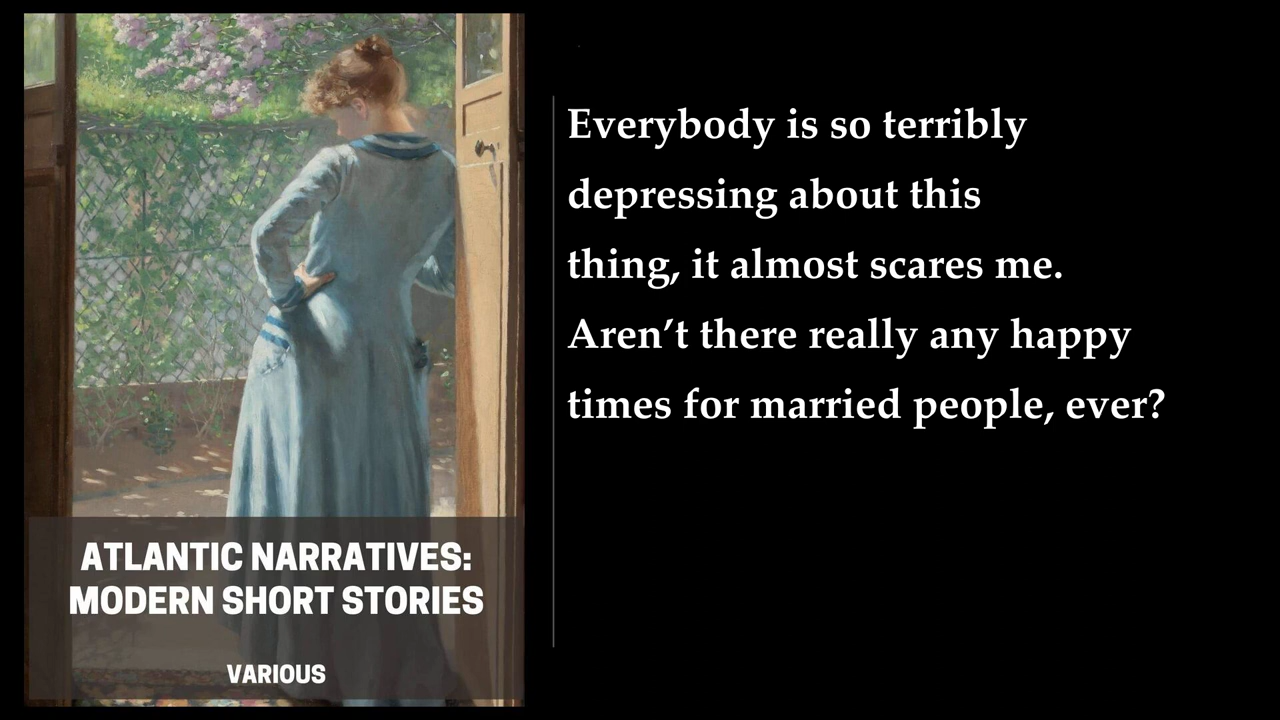 Everybody is so terribly
depressing about this
thing, it almost scares me.
Aren’t there really any happy
times for married people, ever?
ATLANTIC NARRATIVES:
MODERN SHORT STORIES
VARIOUS